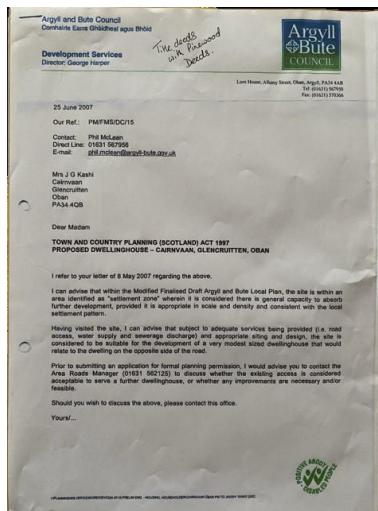 Argyll and Bute Council
Comhairle Earra Ghàidheal agus Bhòid
Title deeds
with Pinewood
Deeds.
Argyll
&Bute
COUNCIL
Development Services
Director: George Harper
Lorn House, Albany Street, Oban, Argyll, PA34 4AR
Tel: (01631) 567950
Fax: (01631) 570366
25 June 2007
Our Ref.: PM/FMS/DC/15
Contact: Phil McLean
Direct Line: 01631 567956
E-mail: phil.mclean@argyll-bute.gov.uk
Mrs J G Kashi
Cairnvaan
Glencruitten
Oban
PA34 4QB
Dear Madam
TOWN AND COUNTRY PLANNING (SCOTLAND) ACT 1997
PROPOSED DWELLINGHOUSE – CAIRNVAAN, GLENCRUITTEN, OBAN
I refer to your letter of 8 May 2007 regarding the above.
I can advise that within the Modified Finalised Draft Argyll and Bute Local Plan, the site is within an
area identified as "settlement zone" wherein it is considered there is general capacity to absorb
further development, provided it is appropriate in scale and density and consistent with the local
settlement pattern.
Having visited the site, I can advise that subject to adequate services being provided (i.e. road
access, water supply and sewerage discharge) and appropriate siting and design, the site is
considered to be suitable for the development of a very modest sized dwellinghouse that would
relate to the dwelling on the opposite side of the road.
Prior to submitting an application for formal planning permission, I would advise you to contact the
Area Roads Manager (01631 562125) to discuss whether the existing access is considered
acceptable to serve a further dwellinghouse, or whether any improvements are necessary and/or
feasible.
Should you wish to discuss the above, please contact this office.
Yours/...
POSITIVE ABOUT
DISABLED PEOPLE